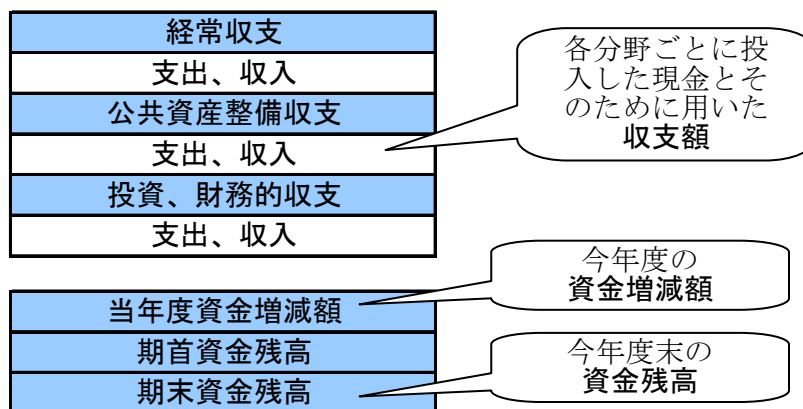 経常収支
支出、収入
公共資産整備収支
支出、収入
投資、財務的収支
支出、収入
各分野ごとに投
入した現金とそ
のために用いた
収支額
当年度資金増減額
期首資金残高
期末資金残高
今年度の
資金増減額
今年度末の
資金残高